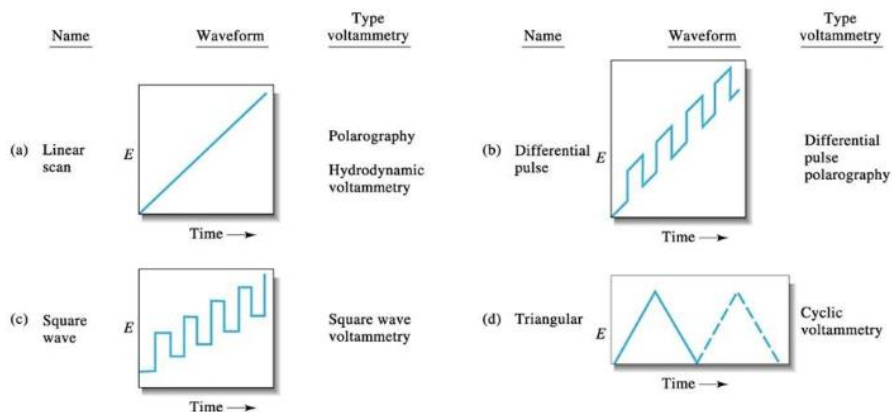 Name Waveform Type voltammetry
(a) Linear scan
E
Time →
Polarography
Hydrodynamic voltammetry
Name Waveform Type voltammetry
(b) Differential pulse
E
Time →
Differential pulse polarography
(c) Square wave
E
Time →
Square wave voltammetry
(d) Triangular
E
Time →
Cyclic voltammetry